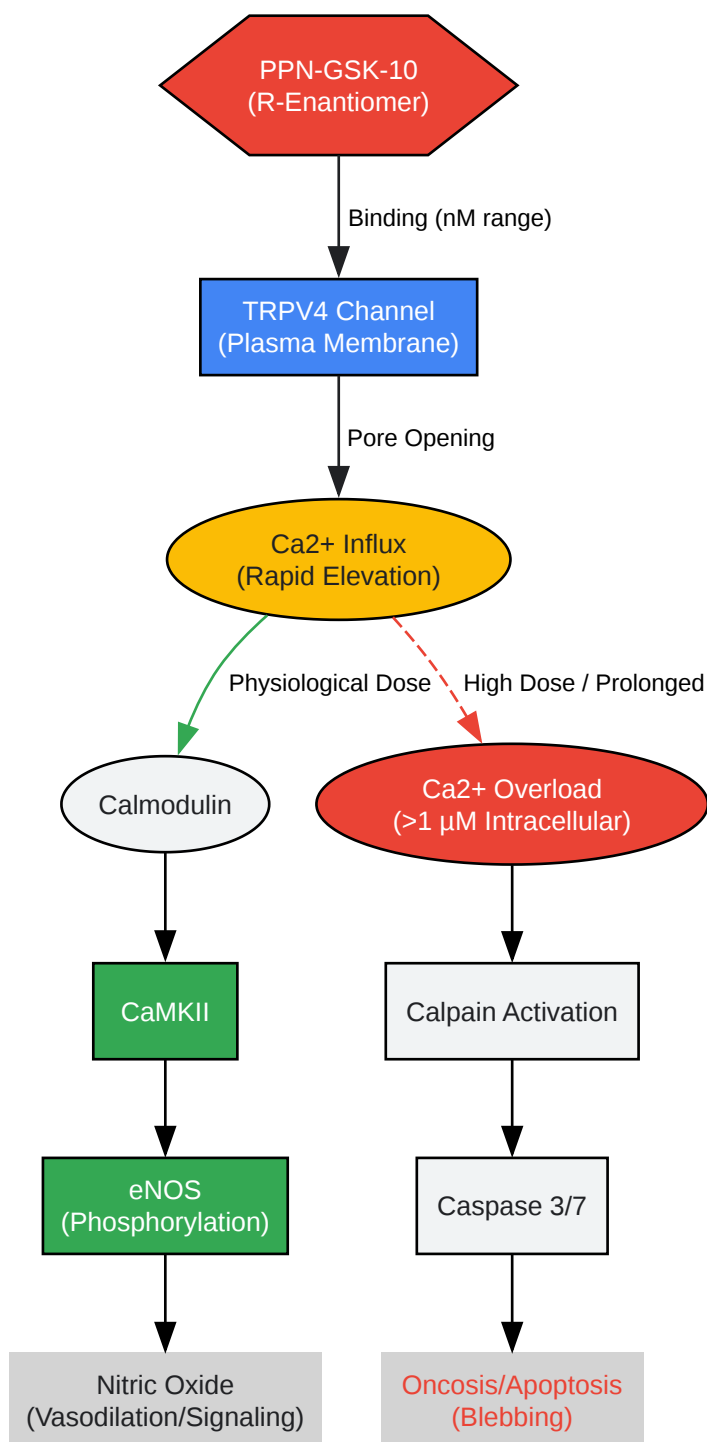 PPN-GSK-10
(R-Enantiomer)
Binding (nM range)
TRPV4 Channel
(Plasma Membrane)
Pore Opening
Ca2+ Influx
(Rapid Elevation)
Physiological Dose
High Dose / Prolonged
Calmodulin
Ca2+ Overload
(>1 µM Intracellular)
CaMKII
Calpain Activation
eNOS
(Phosphorylation)
Caspase 3/7
Nitric Oxide
(Vasodilation/Signaling)
Oncosis/Apoptosis
(Blebbing)